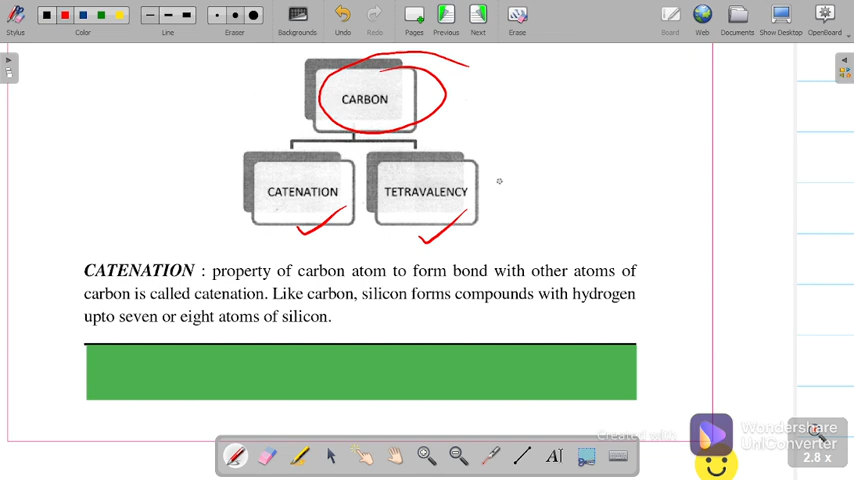 Stylus Color Line Eraser Backgrounds Undo Redo Pages Previous Next Erase Board Web Documents Show Desktop OpenBoard
CARBON
CATENATION TETRAVALENCY
CATENATION : property of carbon atom to form bond with other atoms of
carbon is called catenation. Like carbon, silicon forms compounds with hydrogen
upto seven or eight atoms of silicon.
Created with Wondershare
UniConverter
2.8 x